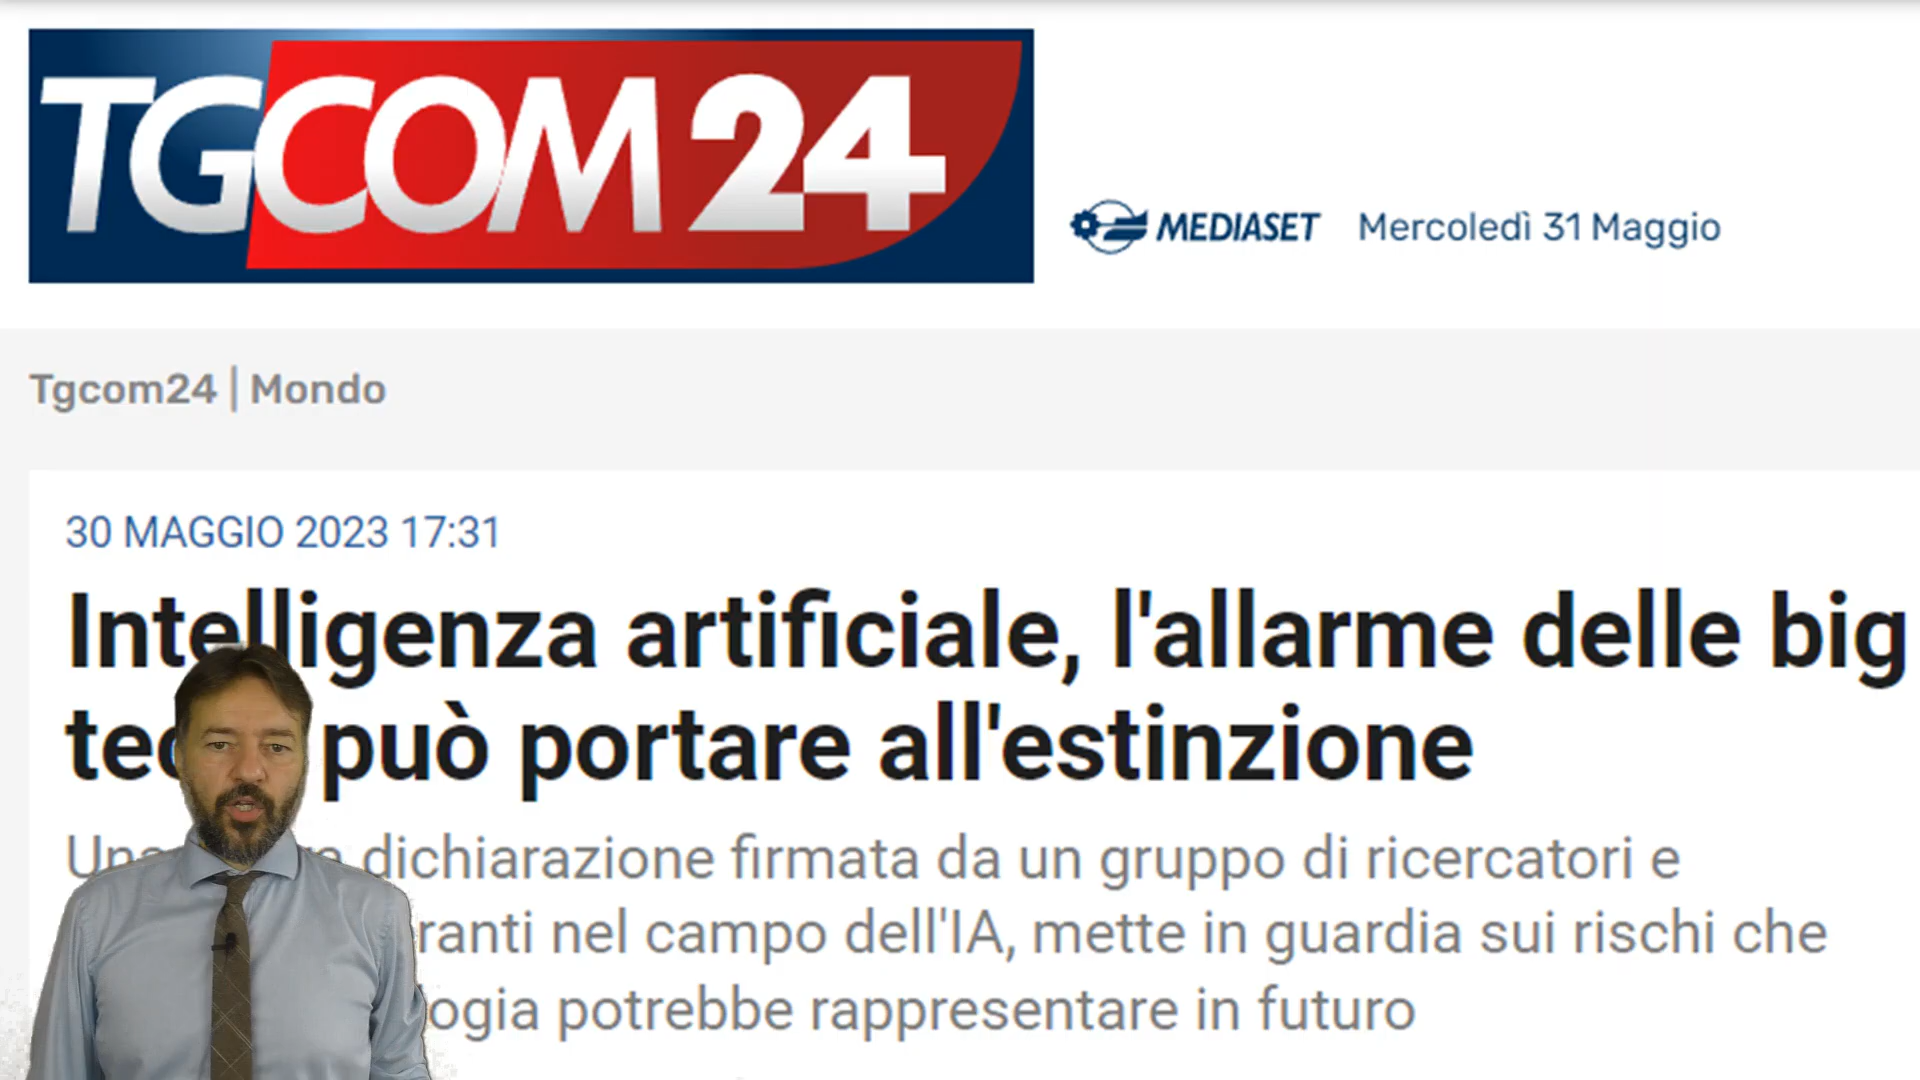 TGCOM24
MEDIASET Mercoledì 31 Maggio
Tgcom24 | Mondo
30 MAGGIO 2023 17:31
Intelligenza artificiale, l'allarme delle big
può portare all'estinzione
dichiarazione firmata da un gruppo di ricercatori e
nel campo dell'IA, mette in guardia sui rischi che
potrebbe rappresentare in futuro